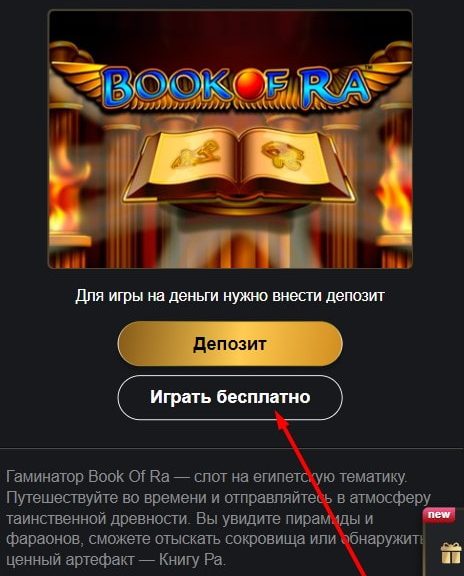 BOOK OF RA™
Для игры на деньги нужно внести депозит
Депозит
Играть бесплатно
Гаминатор Book Of Ra — слот на египетскую тематику.
Путешествуйте во времени и отправляйтесь в атмосферу
таинственной древности. Вы увидите пирамиды и
фараонов, сможете отыскать сокровища или обнаружить
ценный артефакт — Книгу Ра.
new